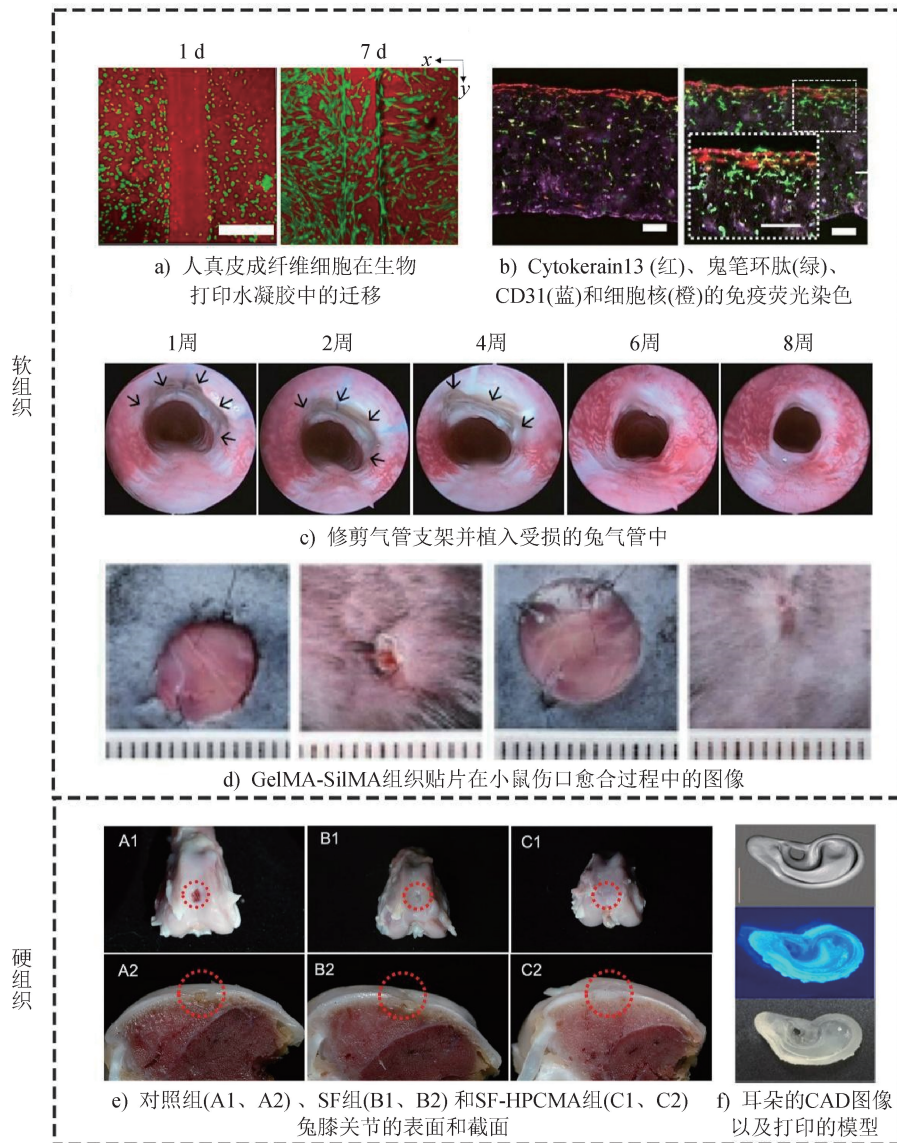 1 d
7 d
x
y
a) 人真皮成纤维细胞在生物
打印水凝胶中的迁移
b) Cytokerain13 (红)、鬼笔环肽(绿)、
CD31(蓝)和细胞核(橙)的免疫荧光染色
软组织
1周
2周
4周
6周
8周
c) 修剪气管支架并植入受损的兔气管中
d) GelMA-SilMA组织贴片在小鼠伤口愈合过程中的图像
硬组织
A1
B1
C1
A2
B2
C2
e) 对照组(A1、A2) 、SF组(B1、B2) 和SF-HPCMA组(C1、C2)
兔膝关节的表面和截面
f) 耳朵的CAD图像
以及打印的模型